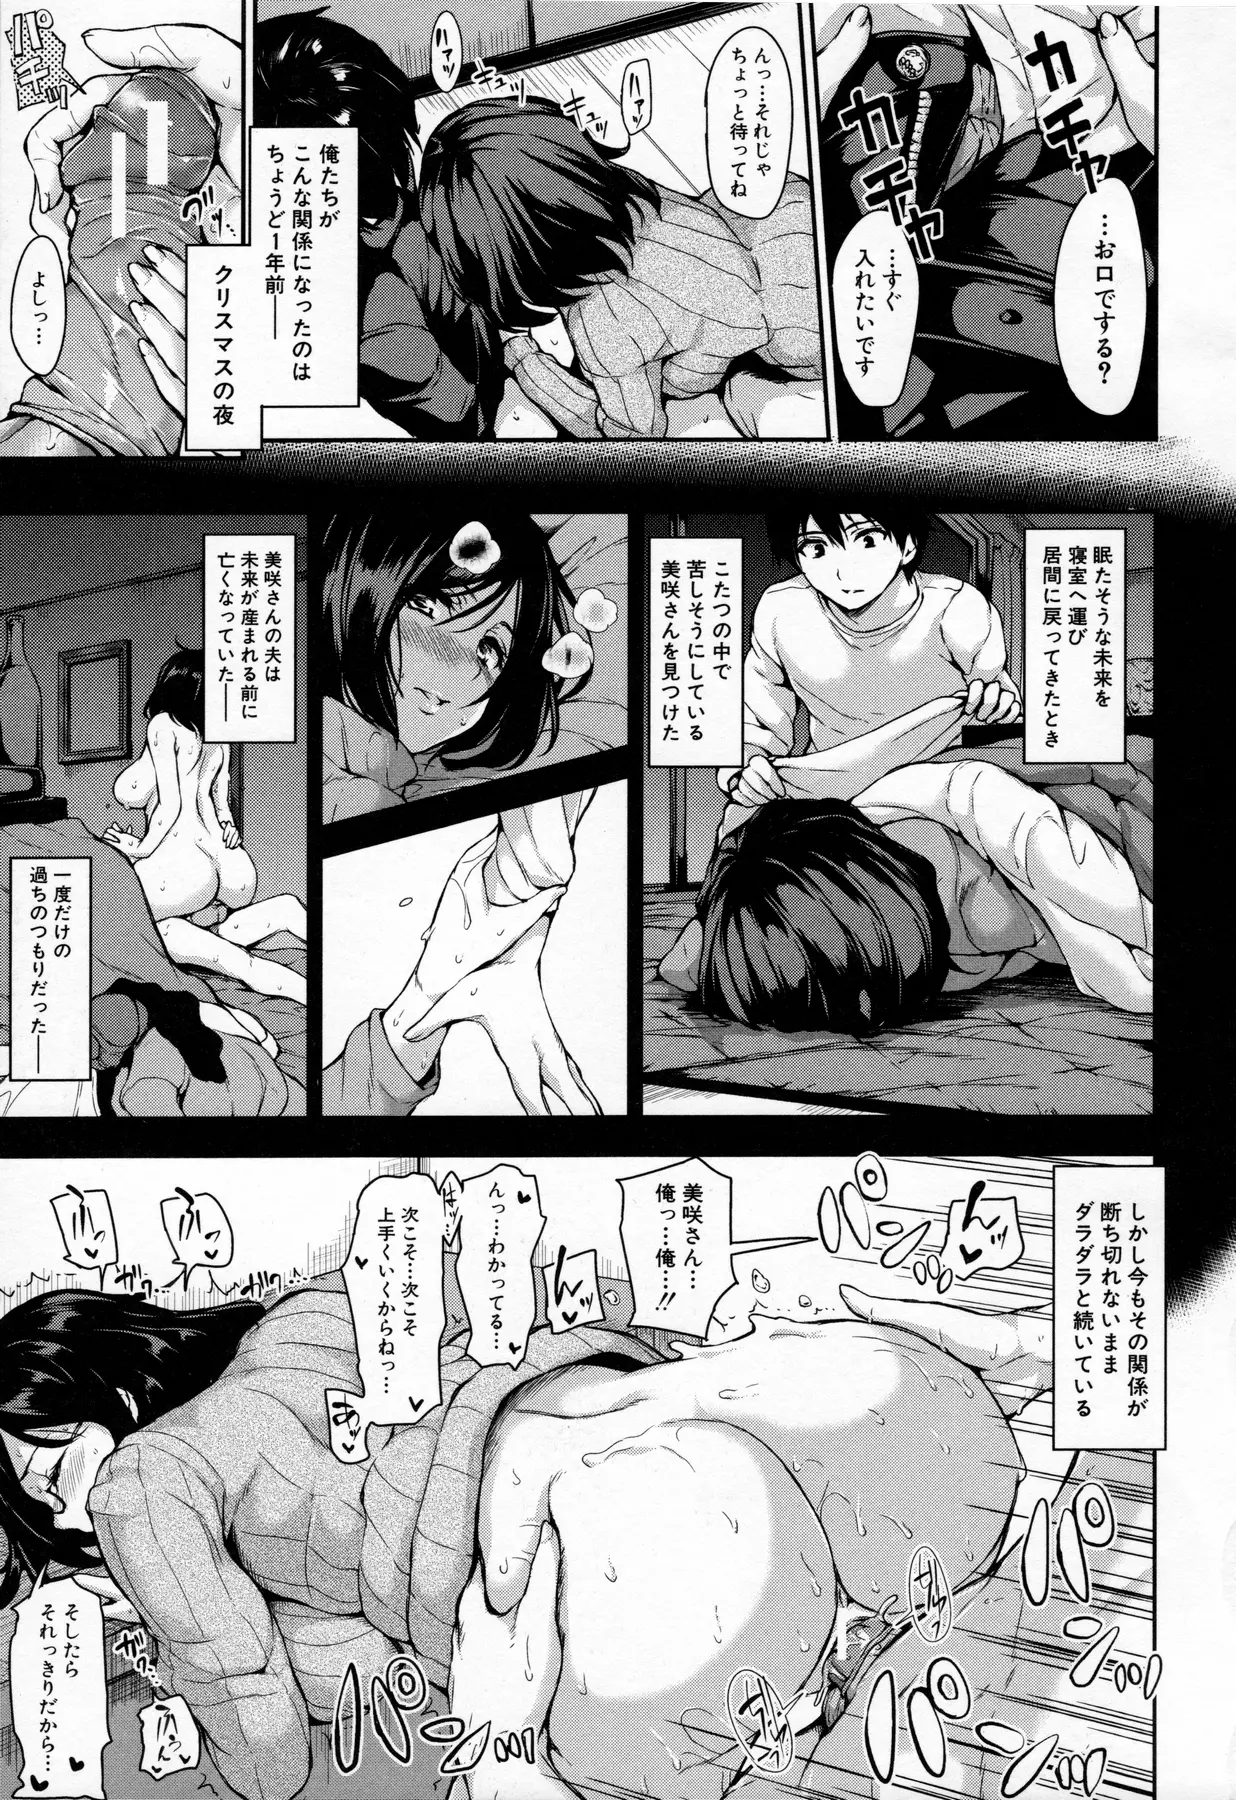 カチャ
カチャ
…お口でする？
…すぐ
入れたいです
んっ…それじゃ
ちょっと待ってね
キュッ
キュッ
ハァッ
ハァッ
俺たちが
こんな関係になったのは
ちょうど1年前――
クリスマスの夜
パチッ
よしっ…
眠たそうな未来を
寝室へ運び
居間に戻ってきたとき
こたつの中で
苦しそうにしている
美咲さんを見つけた
美咲さんの夫は
未来が産まれる前に
亡くなっていた――
一度だけの
過ちのつもりだった――
しかし今もその関係が
断ち切れないまま
ダラダラと続いている
美咲さん…
俺っ…俺…!!
んっ…わかってる…
次こそ…次こそ
上手くいくからねっ…
そしたら
それっきりだから…
あっ
パンッ
パンッ
パンッ